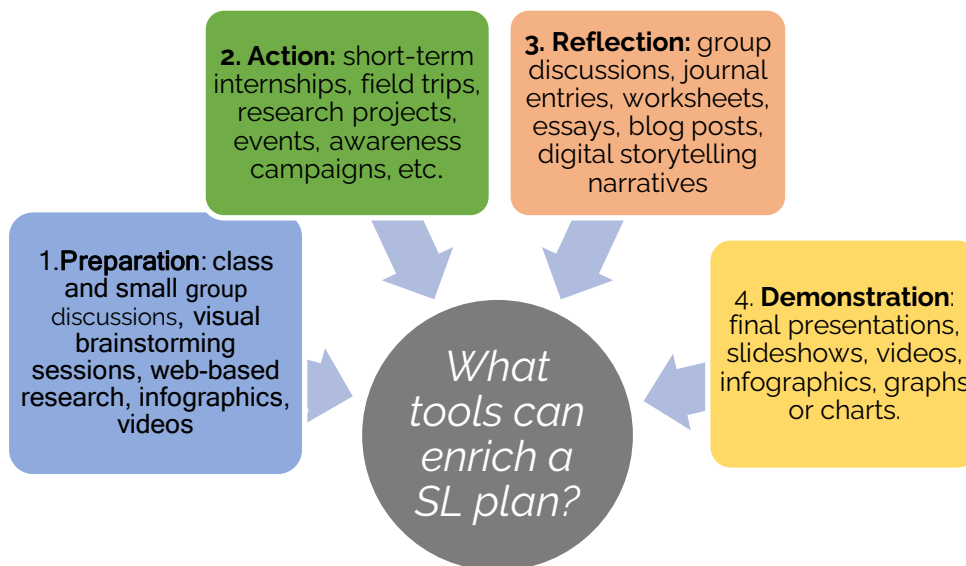 1.Preparation: class
and small group
discussions, visual
brainstorming
sessions, web-based
research, infographics,
videos
2. Action: short-term
internships, field trips,
research projects,
events, awareness
campaigns, etc.
3. Reflection: group
discussions, journal
entries, worksheets,
essays, blog posts,
digital storytelling
narratives
4. Demonstration:
final presentations,
slideshows, videos,
infographics, graphs
or charts.
What
tools can
enrich a
SL plan?